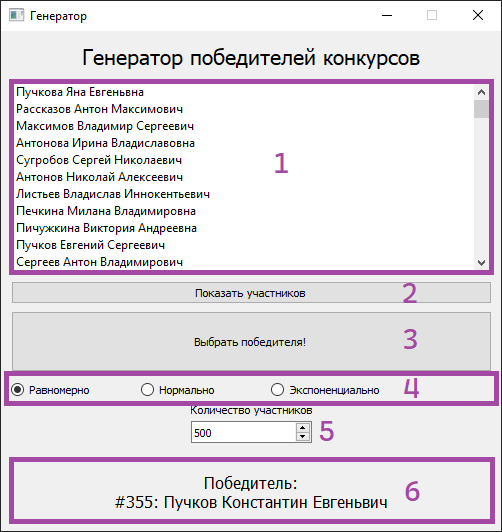 Генератор
Генератор победителей конкурсов
Пучкова Яна Евгеньвна
Рассказов Антон Максимович
Максимов Владимир Сергеевич
Антонова Ирина Владиславовна
Сугробов Сергей Николаевич
1
Антонов Николай Алексеевич
Листьев Владислав Иннокентьевич
Печкина Милана Владимировна
Пичужкина Виктория Андреевна
Пучков Евгений Сергеевич
Сергеев Антон Владимирович
Показать участников 2
Выбрать победителя! 3
Равномерно Нормально Экспоненциально 4
Количество участников
500 5
Победитель:
#355: Пучков Константин Евгеньвич 6